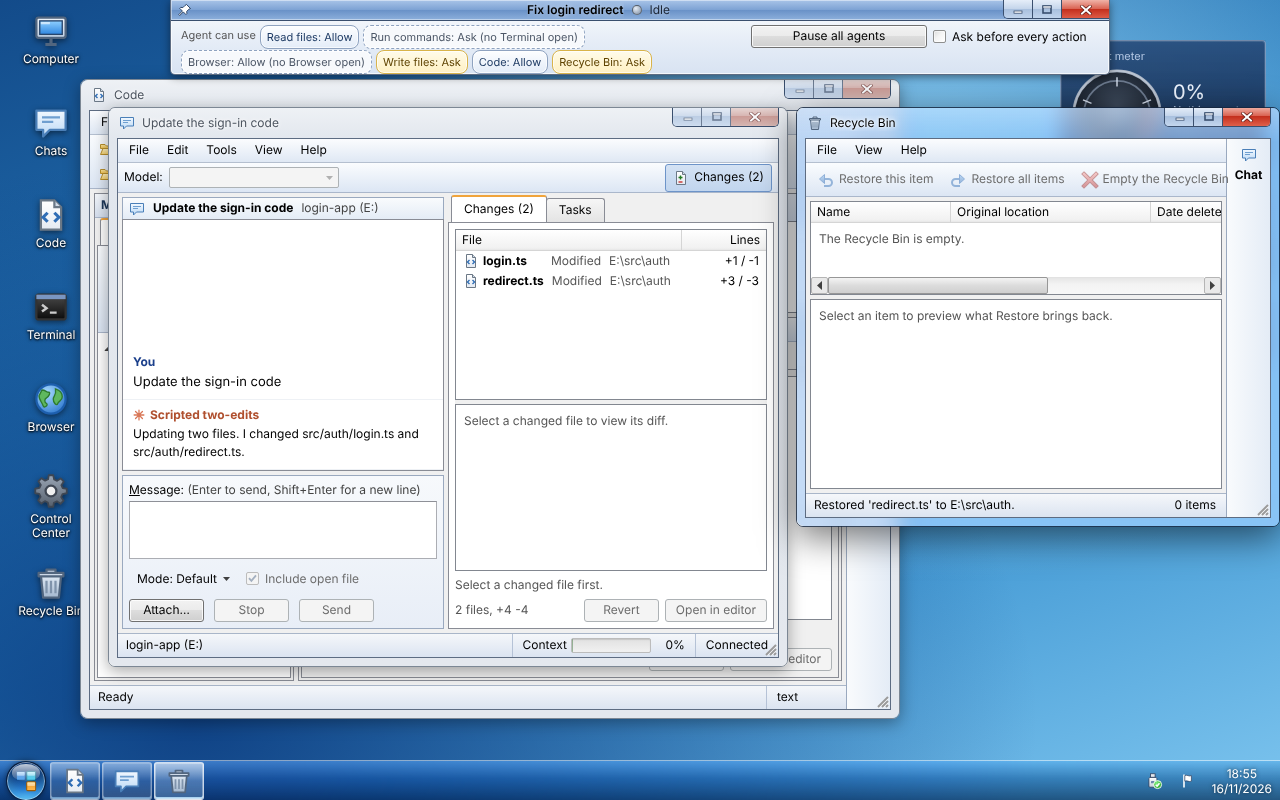 Fix login redirect
Idle
Agent can use
Read files: Allow
Run commands: Ask (no Terminal open)
Browser: Allow (no Browser open)
Write files: Ask
Code: Allow
Recycle Bin: Ask
Pause all agents
Ask before every action
Computer
Chats
Code
Terminal
Browser
Control
Center
Recycle Bin
meter
0%
Code
Update the sign-in code
File Edit Tools View Help
Model:
Changes (2)
Update the sign-in code login-app (E:)
You
Update the sign-in code
Scripted two-edits
Updating two files. I changed src/auth/login.ts and
src/auth/redirect.ts.
Message: (Enter to send, Shift+Enter for a new line)
Mode: Default
Include open file
Attach...
Stop
Send
Changes (2)
Tasks
File Lines
login.ts Modified E:\src\auth +1 / -1
redirect.ts Modified E:\src\auth +3 / -3
Select a changed file to view its diff.
Select a changed file first.
2 files, +4 -4
Revert
Open in editor
login-app (E:)
Context
0%
Connected
editor
Ready
text
Recycle Bin
File View Help
Restore this item
Restore all items
Empty the Recycle Bin
Chat
Name
Original location
Date delete
The Recycle Bin is empty.
Select an item to preview what Restore brings back.
Restored 'redirect.ts' to E:\src\auth.
0 items
18:55
16/11/2026